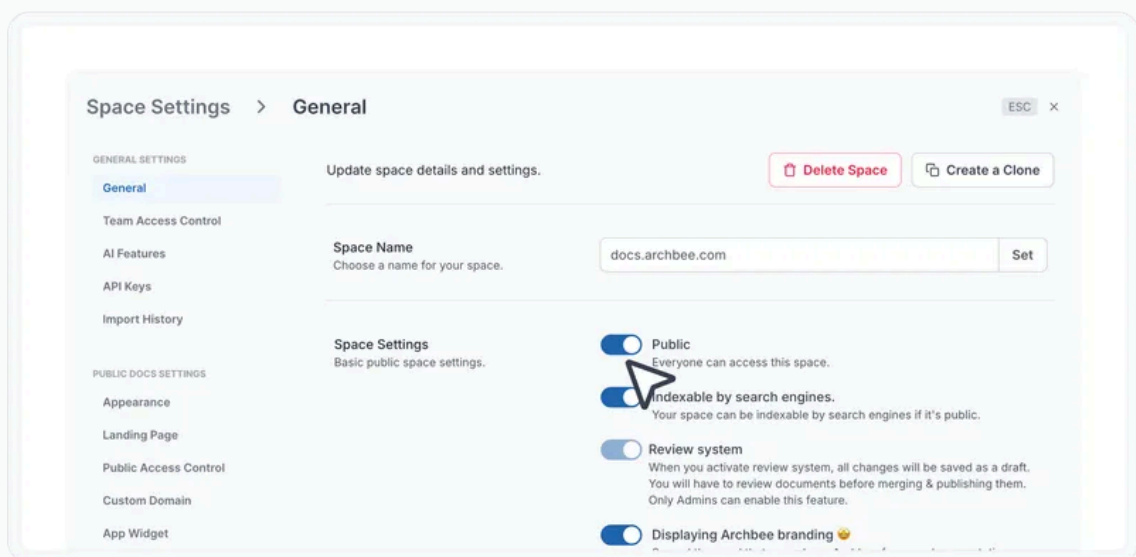 Space Settings > General
ESC ×
GENERAL SETTINGS
General
Team Access Control
AI Features
API Keys
Import History
PUBLIC DOCS SETTINGS
Appearance
Landing Page
Public Access Control
Custom Domain
App Widget
Update space details and settings.
Delete Space
Create a Clone
Space Name
Choose a name for your space.
docs.archbee.com
Set
Space Settings
Basic public space settings.
Public
Everyone can access this space.
Indexable by search engines.
Your space can be indexable by search engines if it's public.
Review system
When you activate review system, all changes will be saved as a draft.
You will have to review documents before merging & publishing them.
Only Admins can enable this feature.
Displaying Archbee branding 🤩